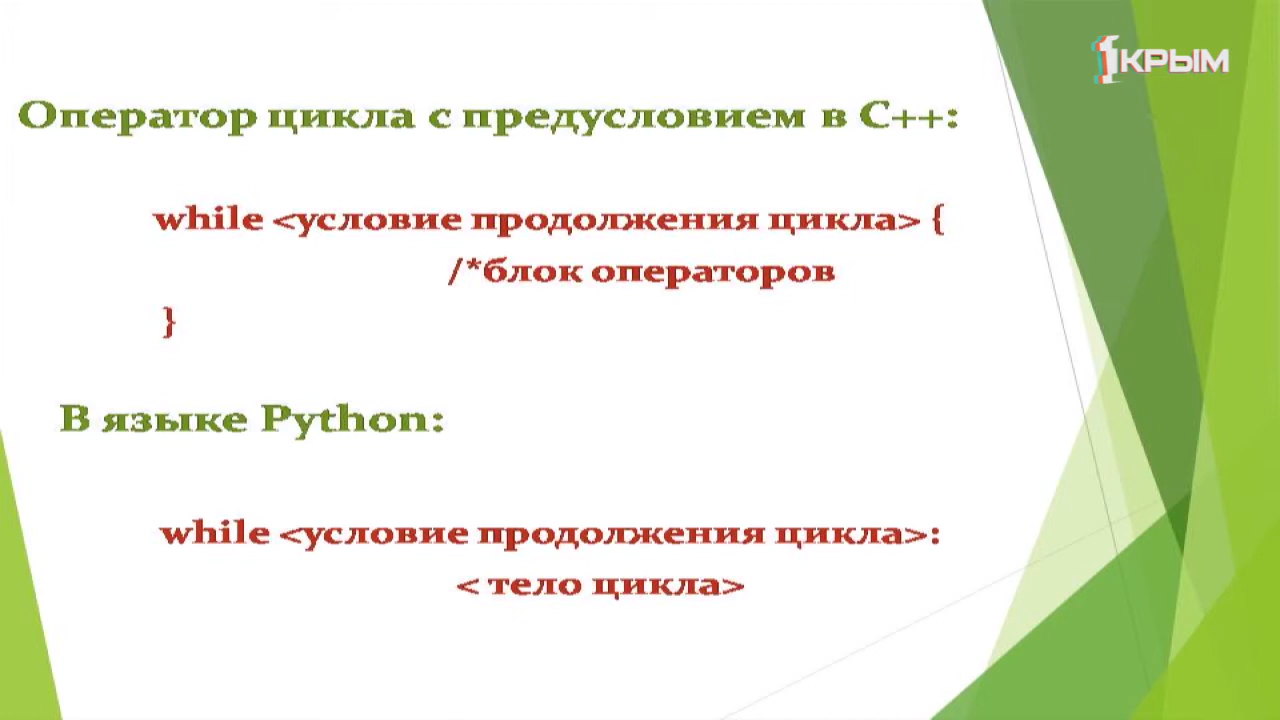 1КРЫМ
Оператор цикла с предусловием в C++:
while <условие продолжения цикла> {
/*блок операторов
}
В языке Python:
while <условие продолжения цикла>:
< тело цикла>